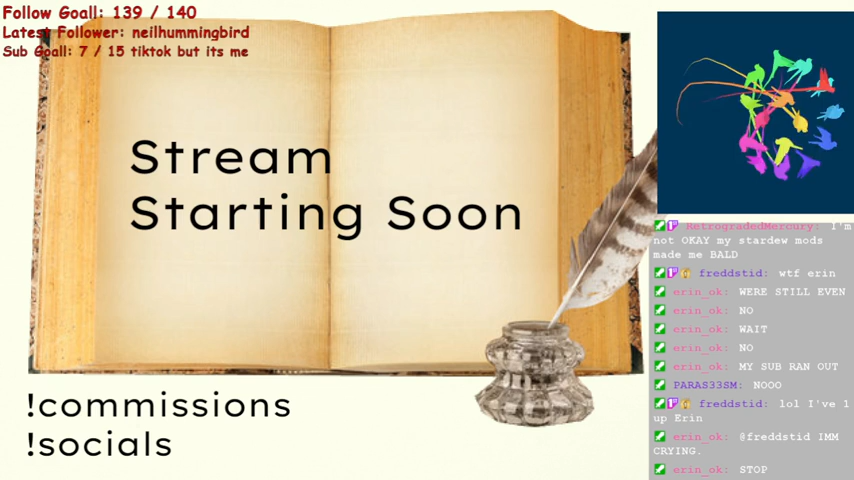 Follow Goall: 139 / 140
Latest Follower: neilhummingbird
Sub Goall: 7 / 15 tiktok but its me
Stream
Starting Soon
!commissions
!socials
RetrogradedMercury: I'm
not OKAY my stardew mods
made me BALD
freddstid: wtf erin
erin_ok: WERE STILL EVEN
erin_ok: NO
erin_ok: WAIT
erin_ok: NO
erin_ok: MY SUB RAN OUT
PARAS33SM: NOOO
freddstid: lol I've 1
up Erin
erin_ok: @freddstid IMM
CRYING.
erin_ok: STOP